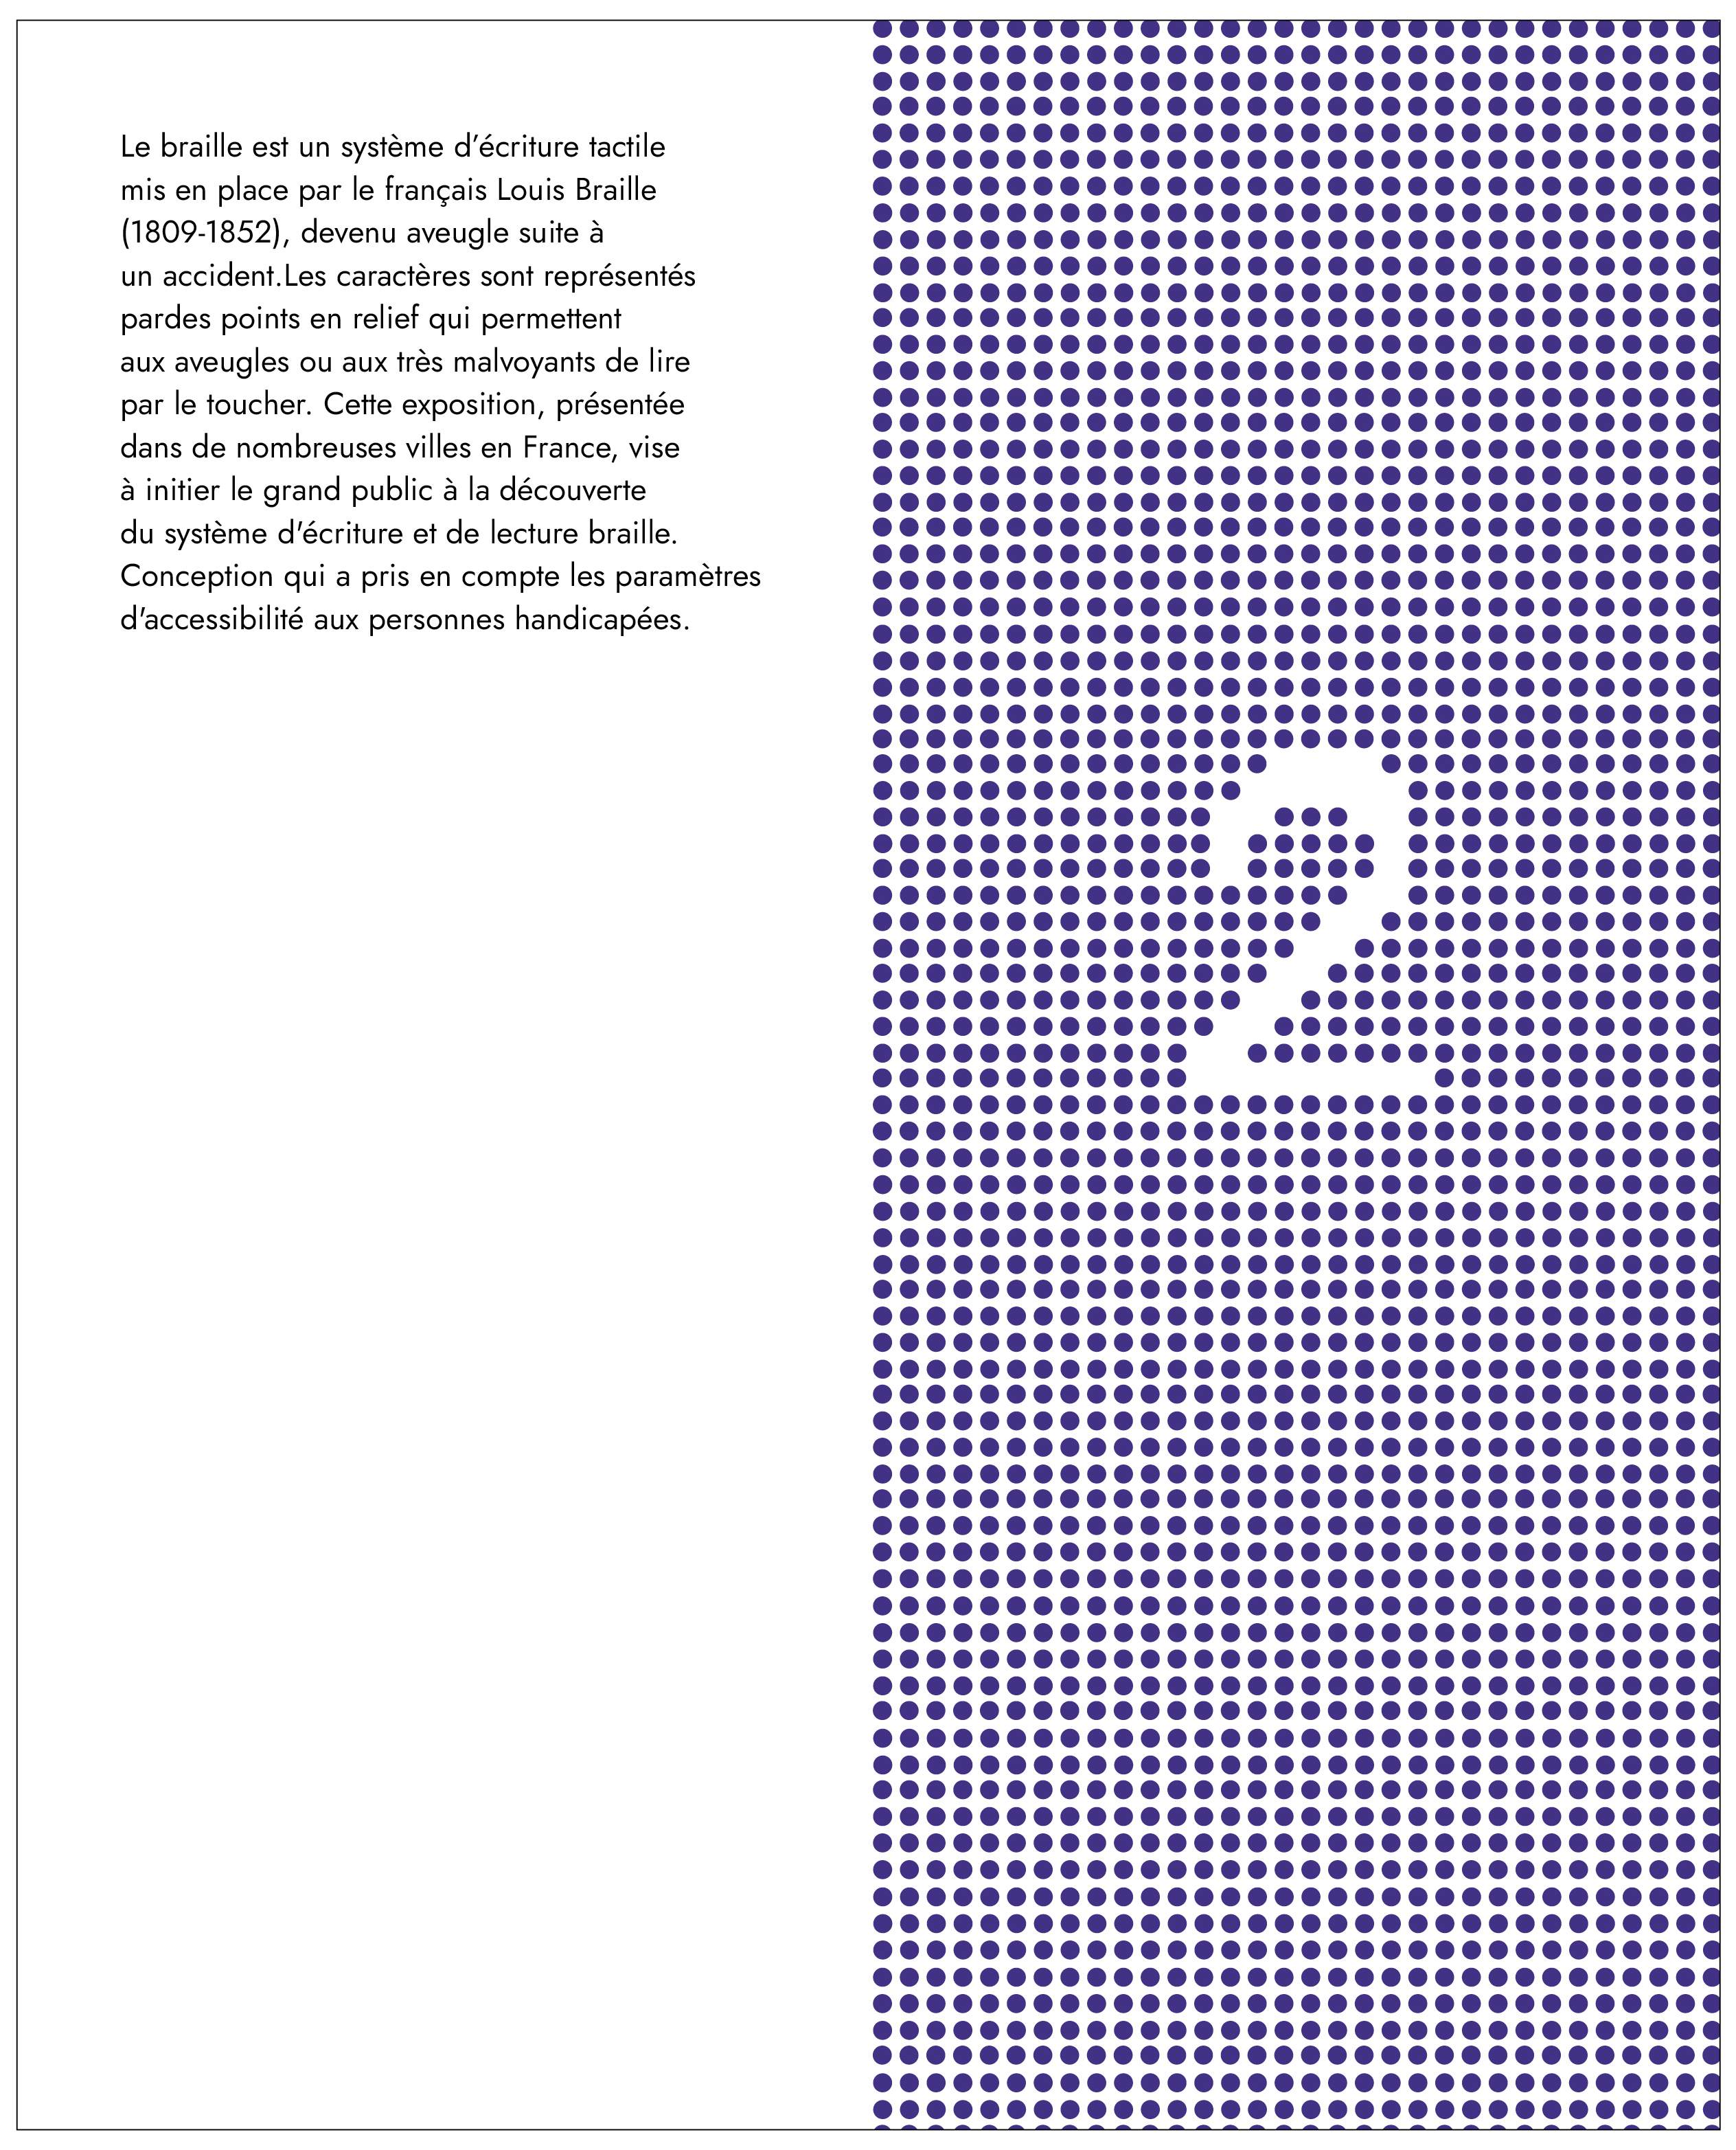 Le braille est un système d’écriture tactile
mis en place par le français Louis Braille
(1809-1852), devenu aveugle suite à
un accident.Les caractères sont représentés
pardes points en relief qui permettent
aux aveugles ou aux très malvoyants de lire
par le toucher. Cette exposition, présentée
dans de nombreuses villes en France, vise
à initier le grand public à la découverte
du système d'écriture et de lecture braille.
Conception qui a pris en compte les paramètres
d'accessibilité aux personnes handicapées.
2